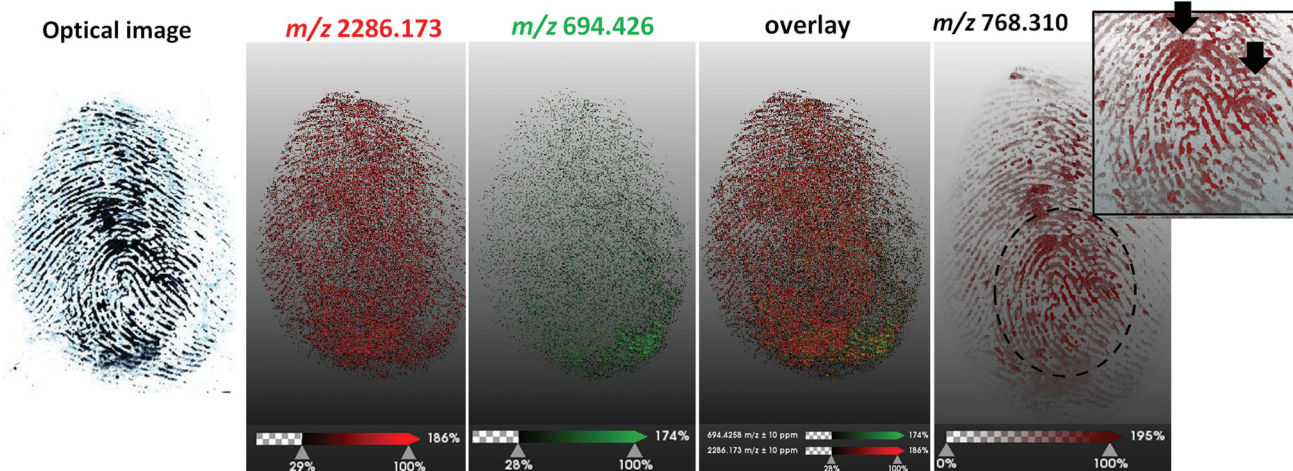 Optical image
m/z 2286.173
m/z 694.426
overlay
m/z 768.310
186%
29%
100%
174%
28%
100%
694.4258 m/z ± 10 ppm
174%
2286.173 m/z ± 10 ppm
186%
28%
100%
195%
0%
100%